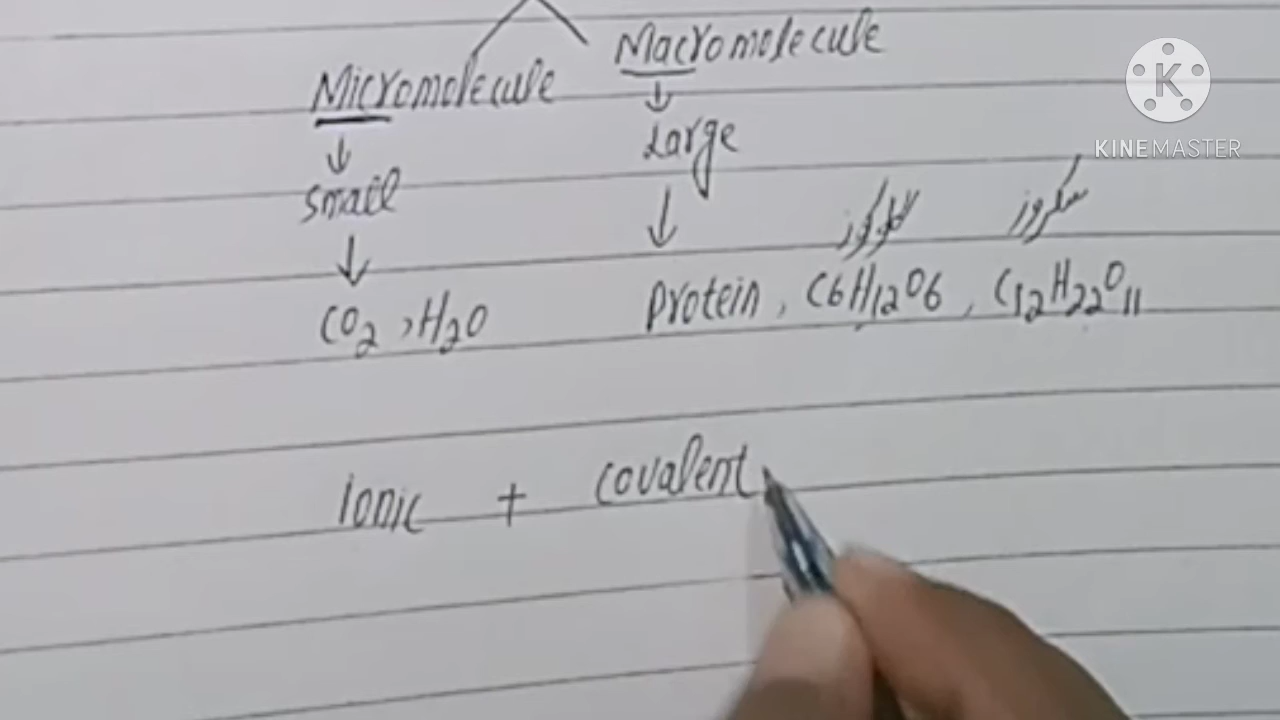 Micromolecule Macromolecule
↓ ↓
small Large
↓ ↓
گلوکوز سکروز
CO2 , H2O Protein , C6H12O6 , C12H22O11
Ionic + covalent
K
KINEMASTER